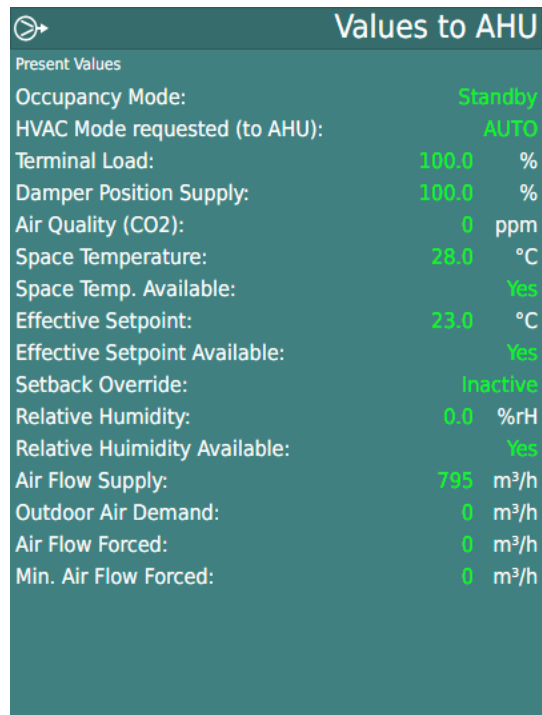 Values to AHU
Present Values
Occupancy Mode: Standby
HVAC Mode requested (to AHU): AUTO
Terminal Load: 100.0 %
Damper Position Supply: 100.0 %
Air Quality (CO2): 0 ppm
Space Temperature: 28.0 °C
Space Temp. Available: Yes
Effective Setpoint: 23.0 °C
Effective Setpoint Available: Yes
Setback Override: Inactive
Relative Humidity: 0.0 %rH
Relative Huimidity Available: Yes
Air Flow Supply: 795 m³/h
Outdoor Air Demand: 0 m³/h
Air Flow Forced: 0 m³/h
Min. Air Flow Forced: 0 m³/h